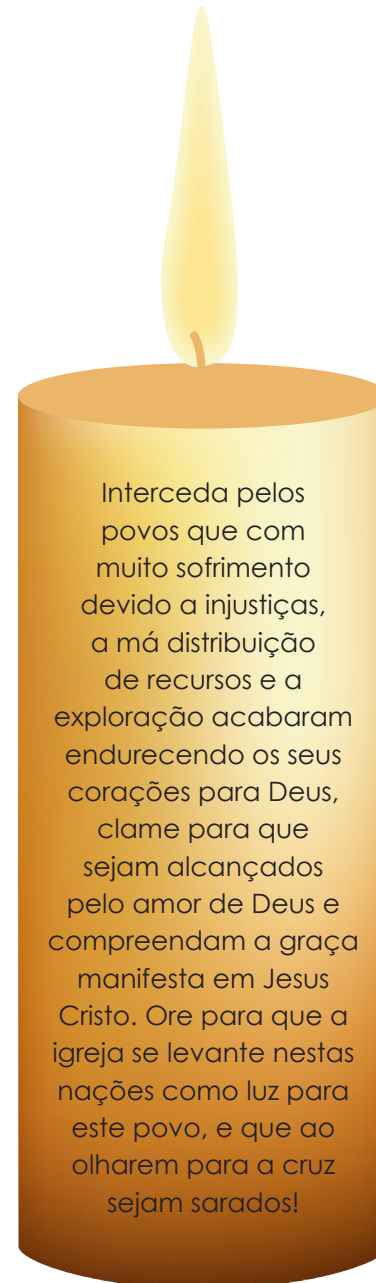 Interceda pelos
povos que com
muito sofrimento
devido a injustiças,
a má distribuição
de recursos e a
exploração acabaram
endurecendo os seus
corações para Deus,
clame para que
sejam alcançados
pelo amor de Deus e
compreendam a graça
manifesta em Jesus
Cristo. Ore para que a
igreja se levante nestas
nações como luz para
este povo, e que ao
olharem para a cruz
sejam sarados!